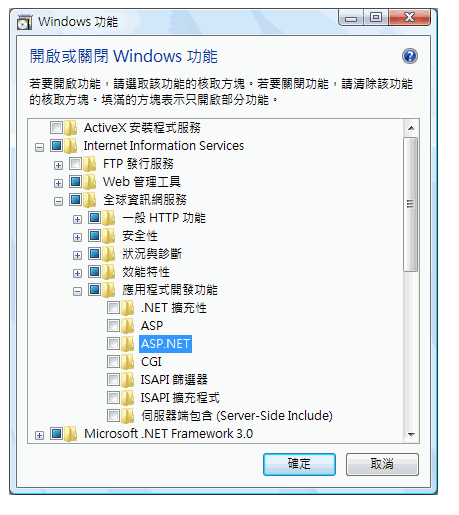 Windows 功能
開啟或關閉 Windows 功能
若要開啟功能，請選取該功能的核取方塊。若要關閉功能，請清除該功能
的核取方塊。填滿的方塊表示只開啟部分功能。
ActiveX 安裝程式服務
Internet Information Services
FTP 發行服務
Web 管理工具
全球資訊網服務
一般 HTTP 功能
安全性
狀況與診斷
效能特性
應用程式開發功能
.NET 擴充性
ASP
ASP.NET
CGI
ISAPI 篩選器
ISAPI 擴充程式
伺服器端包含 (Server-Side Include)
Microsoft .NET Framework 3.0
確定
取消